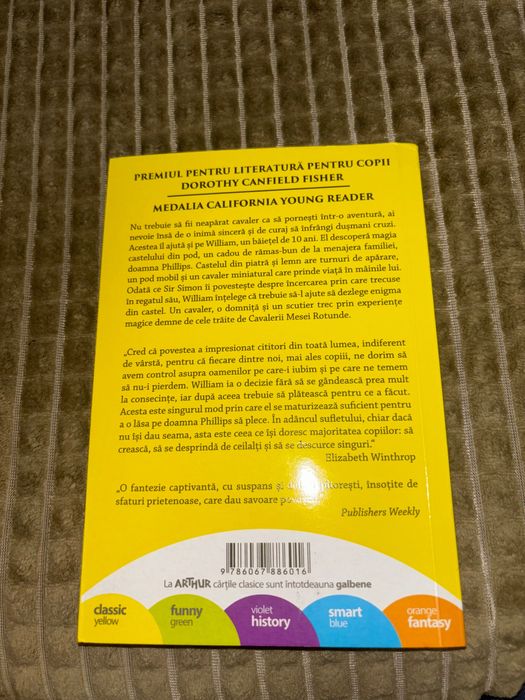 PREMIUL PENTRU LITERATURĂ PENTRU COPII
DOROTHY CANFIELD FISHER
MEDALIA CALIFORNIA YOUNG READER
Nu trebuie să fii neapărat cavaler ca să pornești într-o aventură, ai
nevoie însă de o inimă sinceră și de curaj să înfrângi dușmani cruzi.
Acestea îl ajută și pe William, un băiețel de 10 ani. El descoperă magia
castelului din pod, un cadou de rămas-bun de la menajera familiei,
doamna Phillips. Castelul din piatră și lemn are turnuri de apărare,
un pod mobil și un cavaler miniatural care prinde viață în mâinile lui.
Odată ce Sir Simon îi povestește despre încercarea prin care trecuse
în regatul său, William înțelege că trebuie să-l ajute să dezlege enigma
din castel. Un cavaler, o domniță și un scutier trec prin experiențe
magice demne de cele trăite de Cavalerii Mesei Rotunde.
„Cred că povestea a impresionat cititori din toată lumea, indiferent
de vârstă, pentru că fiecare dintre noi, mai ales copiii, ne dorim să
avem control asupra oamenilor pe care-i iubim și pe care ne temem
să nu-i pierdem. William ia o decizie fără să se gândească prea mult
la consecințe, iar după aceea trebuie să plătească pentru ce a făcut.
Acesta este singurul mod prin care el se maturizează suficient pentru
a o lăsa pe doamna Phillips să plece. În adâncul sufletului, chiar dacă
nu își dau seama, asta este ceea ce își doresc majoritatea copiilor: să
crească, să se desprindă de ceilalți și să se descurce singuri.“
Elizabeth Winthrop
„O fantezie captivantă, cu suspans și insoțite de
sfaturi prietenoase, care dau savoare
Publishers Weekly
9 786067 886016
La ARTHUR cărțile clasice sunt întotdeauna galbene
classic
yellow
funny
green
violet
history
smart
blue
orange
fantasy